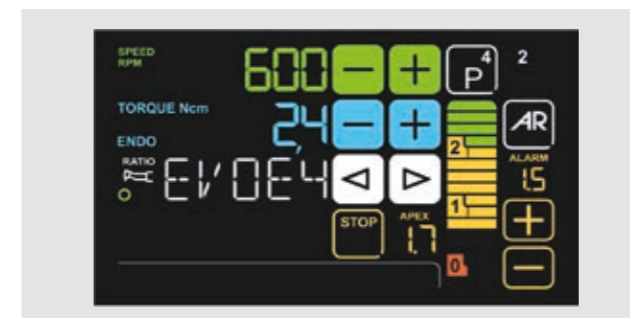 SPEED
RPM
600 − + P4 2
TORQUE Ncm
2,4 − + AR
ENDO
2
RATIO
EVOE4
ALARM
1.5
1
STOP
APEX
1.7
+
0
−